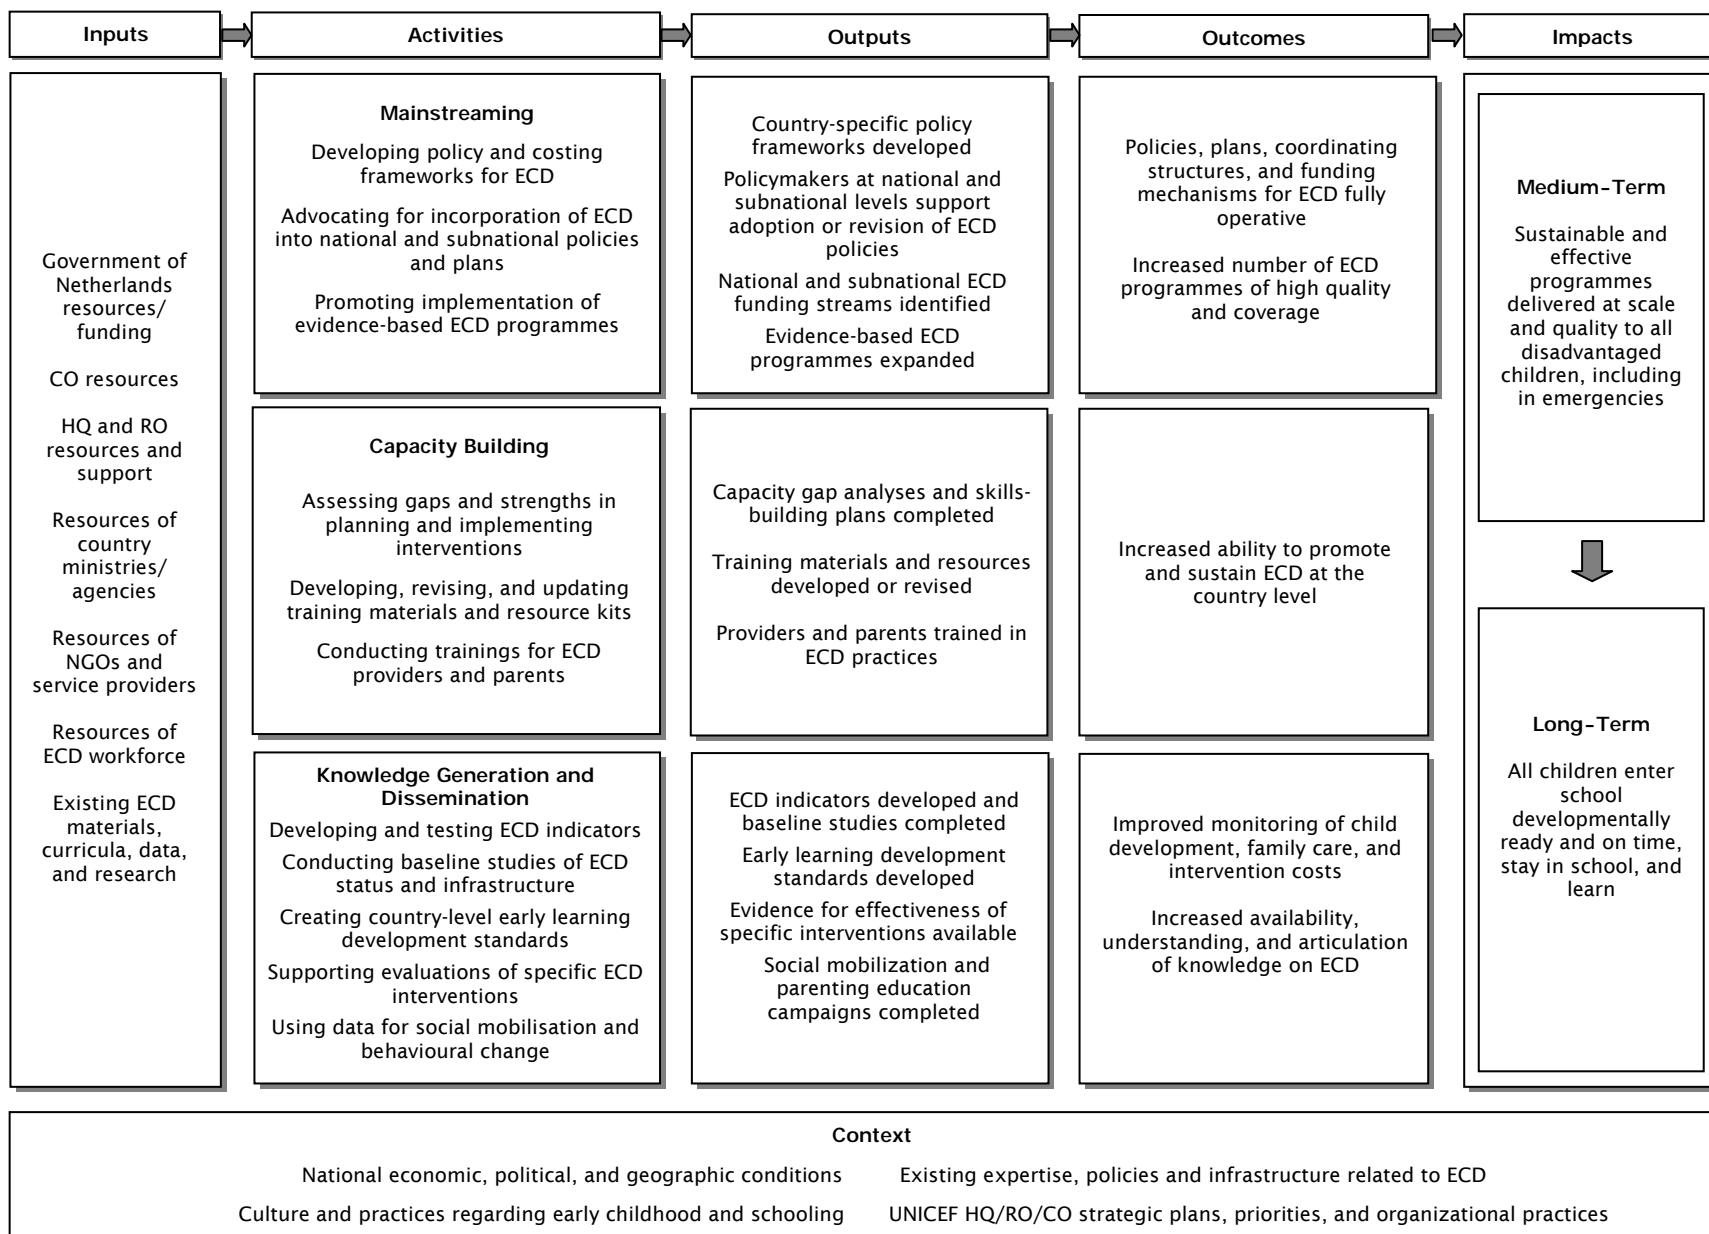 Inputs
Activities
Outputs
Outcomes
Impacts
Government of
Netherlands
resources/
funding
CO resources
HQ and RO
resources and
support
Resources of
country
ministries/
agencies
Resources of
NGOs and
service providers
Resources of
ECD workforce
Existing ECD
materials,
curricula, data,
and research
Mainstreaming
Developing policy and costing
frameworks for ECD
Advocating for incorporation of ECD
into national and subnational policies
and plans
Promoting implementation of
evidence-based ECD programmes
Capacity Building
Assessing gaps and strengths in
planning and implementing
interventions
Developing, revising, and updating
training materials and resource kits
Conducting trainings for ECD
providers and parents
Knowledge Generation and
Dissemination
Developing and testing ECD indicators
Conducting baseline studies of ECD
status and infrastructure
Creating country-level early learning
development standards
Supporting evaluations of specific ECD
interventions
Using data for social mobilisation and
behavioural change
Country-specific policy
frameworks developed
Policymakers at national and
subnational levels support
adoption or revision of ECD
policies
National and subnational ECD
funding streams identified
Evidence-based ECD
programmes expanded
Capacity gap analyses and skills-
building plans completed
Training materials and resources
developed or revised
Providers and parents trained in
ECD practices
ECD indicators developed and
baseline studies completed
Early learning development
standards developed
Evidence for effectiveness of
specific interventions available
Social mobilization and
parenting education
campaigns completed
Policies, plans, coordinating
structures, and funding
mechanisms for ECD fully
operative
Increased number of ECD
programmes of high quality
and coverage
Increased ability to promote
and sustain ECD at the
country level
Improved monitoring of child
development, family care, and
intervention costs
Increased availability,
understanding, and articulation
of knowledge on ECD
Medium-Term
Sustainable and
effective
programmes
delivered at scale
and quality to all
disadvantaged
children, including
in emergencies
Long-Term
All children enter
school
developmentally
ready and on time,
stay in school, and
learn
Context
National economic, political, and geographic conditions
Existing expertise, policies and infrastructure related to ECD
Culture and practices regarding early childhood and schooling
UNICEF HQ/RO/CO strategic plans, priorities, and organizational practices